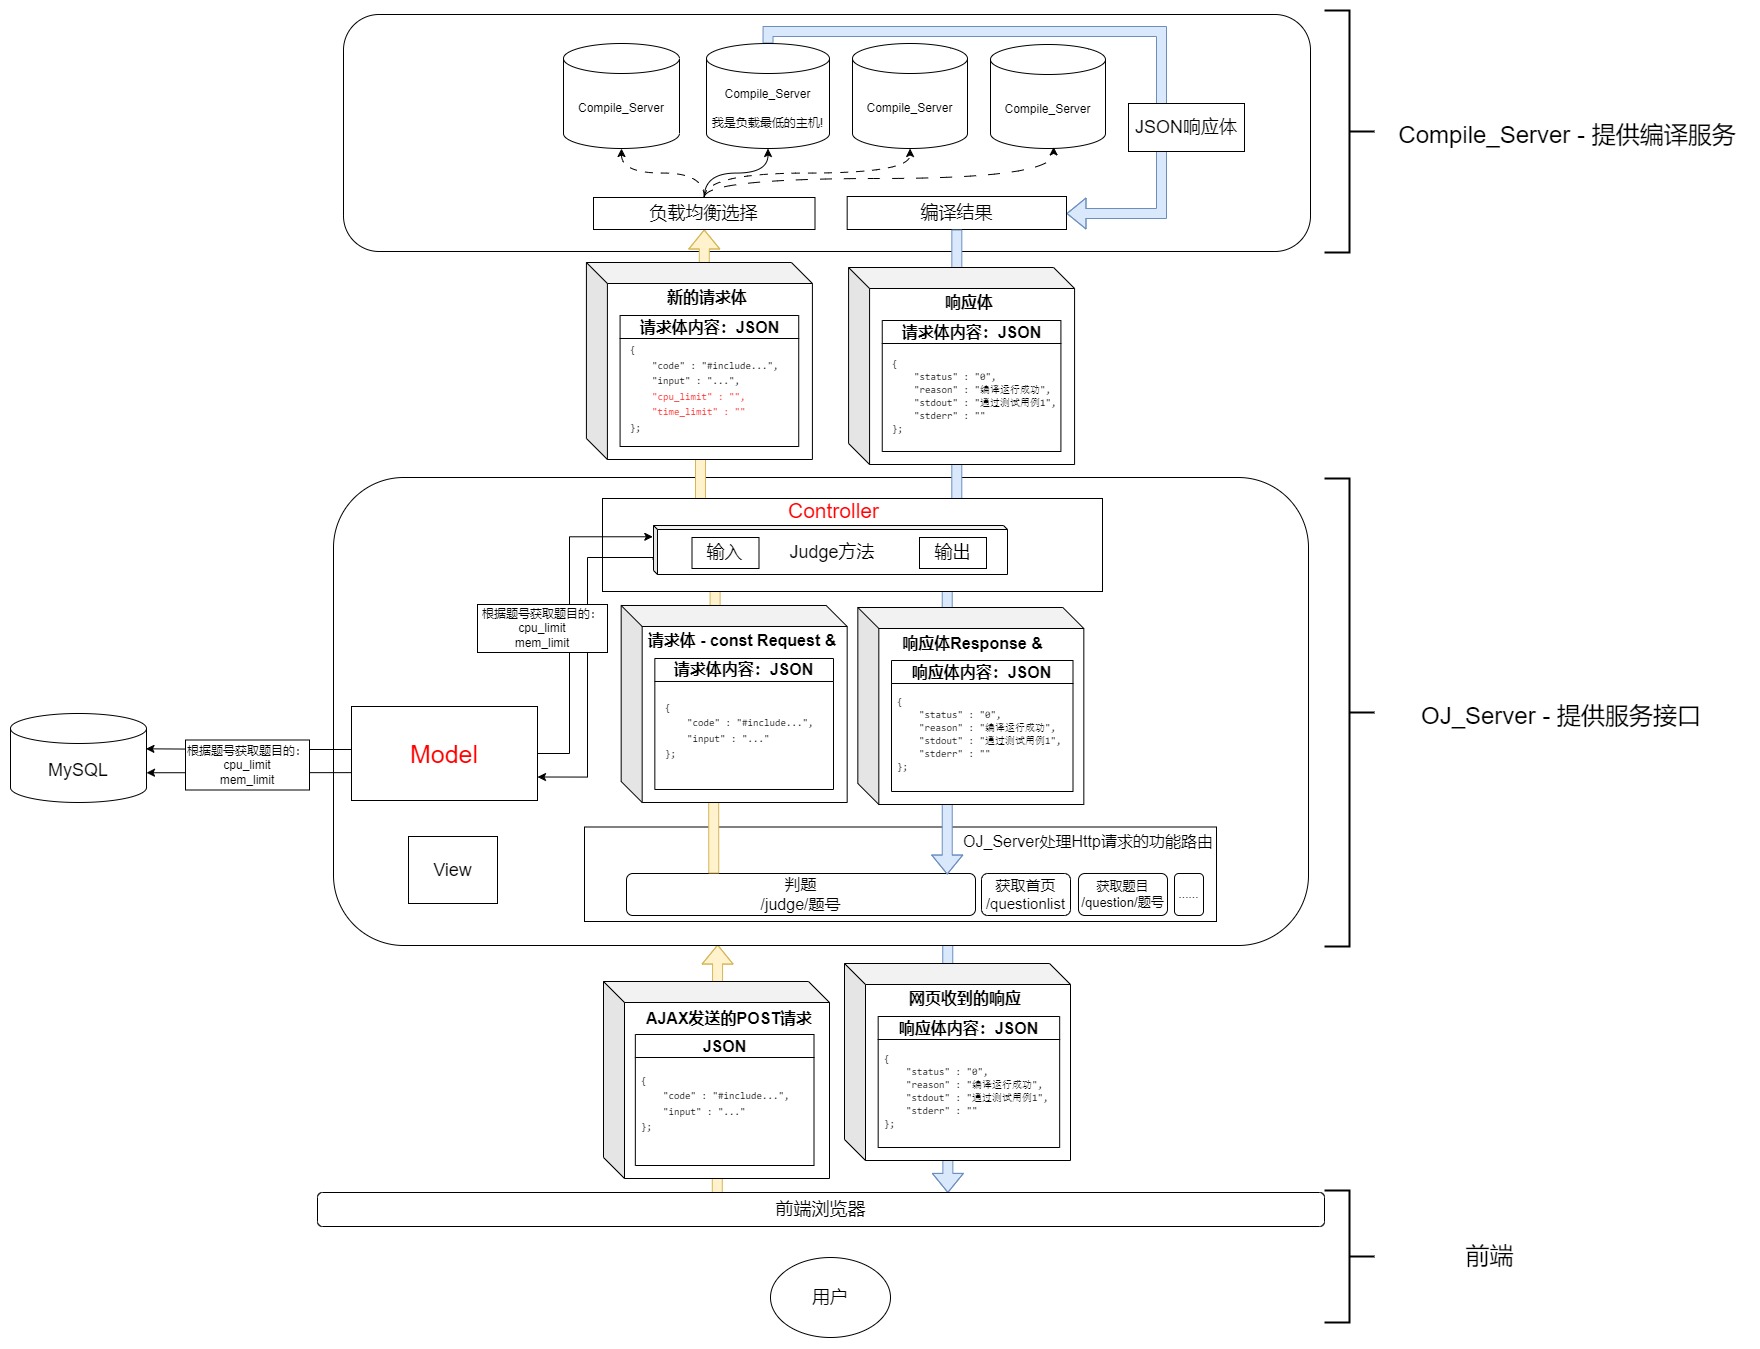 Compile_Server
Compile_Server
我是负载最低的主机!
Compile_Server
Compile_Server
JSON响应体
Compile_Server - 提供编译服务
负载均衡选择
编译结果
新的请求体
请求体内容：JSON
{
"code" : "#include...",
"input" : "...",
"cpu_limit" : "",
"time_limit" : ""
};
响应体
请求体内容：JSON
{
"status" : "0",
"reason" : "编译运行成功",
"stdout" : "通过测试用例1",
"stderr" : ""
};
Controller
输入
Judge方法
输出
根据题号获取题目的：
cpu_limit
mem_limit
请求体 - const Request &
请求体内容：JSON
{
"code" : "#include...",
"input" : "..."
};
响应体Response &
响应体内容：JSON
{
"status" : "0",
"reason" : "编译运行成功",
"stdout" : "通过测试用例1",
"stderr" : ""
};
OJ_Server - 提供服务接口
MySQL
根据题号获取题目的：
cpu_limit
mem_limit
Model
View
OJ_Server处理Http请求的功能路由
判题
/judge/题号
获取首页
/questionlist
获取题目
/question/题号
......
AJAX发送的POST请求
JSON
{
"code" : "#include...",
"input" : "..."
};
网页收到的响应
响应体内容：JSON
{
"status" : "0",
"reason" : "编译运行成功",
"stdout" : "通过测试用例1",
"stderr" : ""
};
前端浏览器
前端
用户